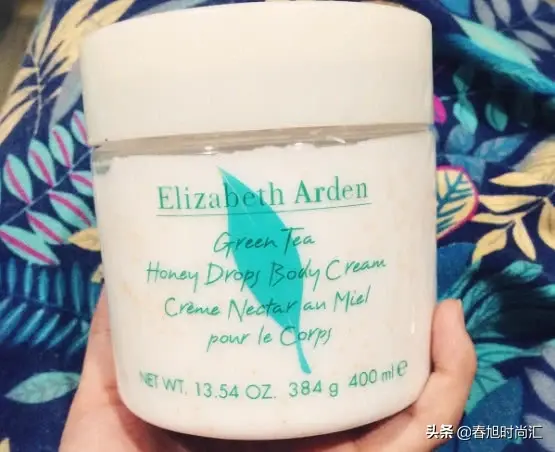 Elizabeth Arden
Green Tea
Honey Drops Body Cream
Crème Nectar au Miel
pour le Corps
NET WT. 13.54 OZ. 384 g 400 ml e
头条 @春旭时尚汇